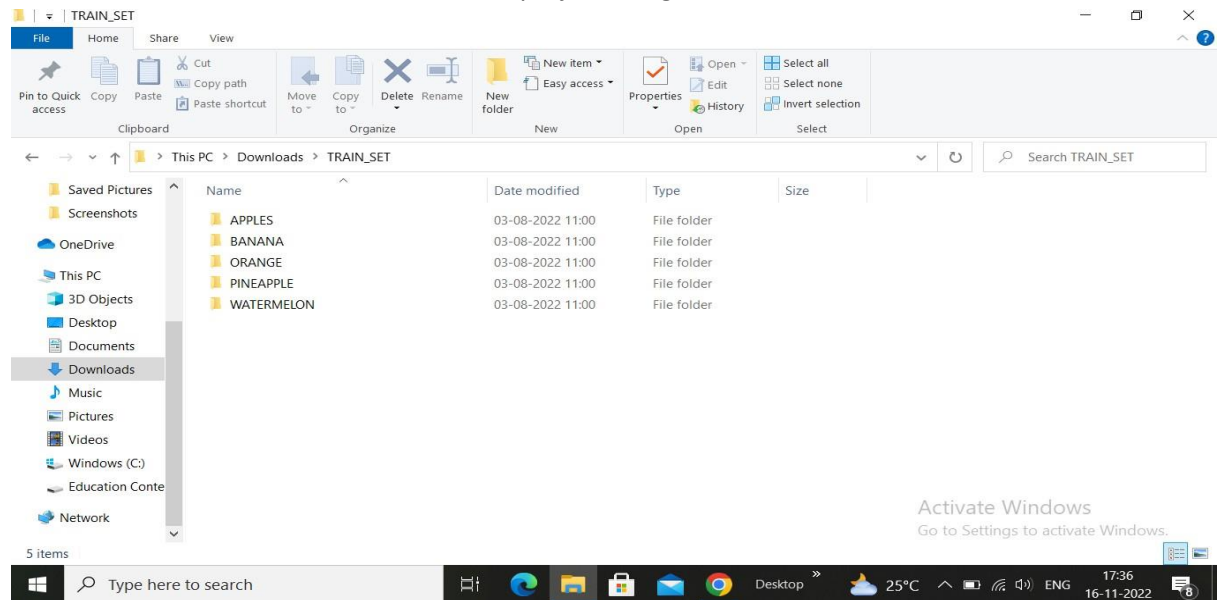 TRAIN_SET
File Home Share View
Pin to Quick access
Copy
Paste
Cut
Copy path
Paste shortcut
Clipboard
Move to
Copy to
Delete
Rename
Organize
New folder
New item
Easy access
New
Properties
Open
Edit
History
Open
Select all
Select none
Invert selection
Select
This PC > Downloads > TRAIN_SET
Search TRAIN_SET
Saved Pictures
Screenshots
OneDrive
This PC
3D Objects
Desktop
Documents
Downloads
Music
Pictures
Videos
Windows (C:)
Education Conte
Network
Name Date modified Type Size
APPLES 03-08-2022 11:00 File folder
BANANA 03-08-2022 11:00 File folder
ORANGE 03-08-2022 11:00 File folder
PINEAPPLE 03-08-2022 11:00 File folder
WATERMELON 03-08-2022 11:00 File folder
Activate Windows
Go to Settings to activate Windows.
5 items
Type here to search
Desktop »
25°C
ENG
17:36
16-11-2022
8